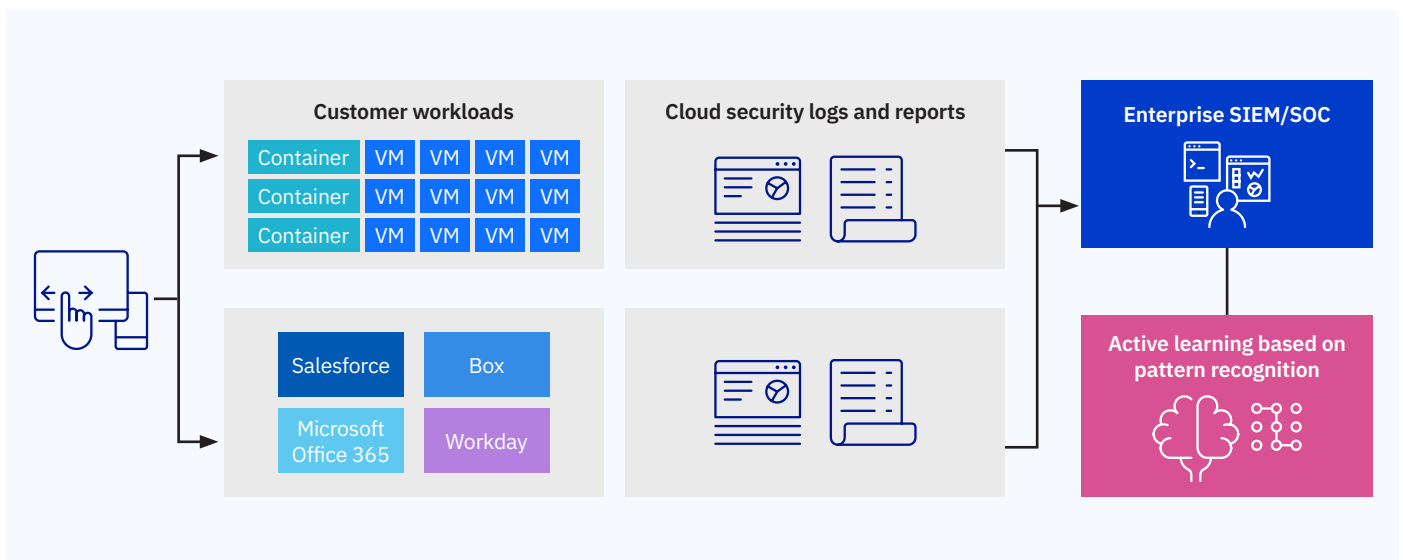 Customer workloads
Container VM VM VM VM
Container VM VM VM VM
Container VM VM VM VM
Salesforce
Box
Microsoft
Office 365
Workday
Cloud security logs and reports
Enterprise SIEM/SOC
Active learning based on
pattern recognition